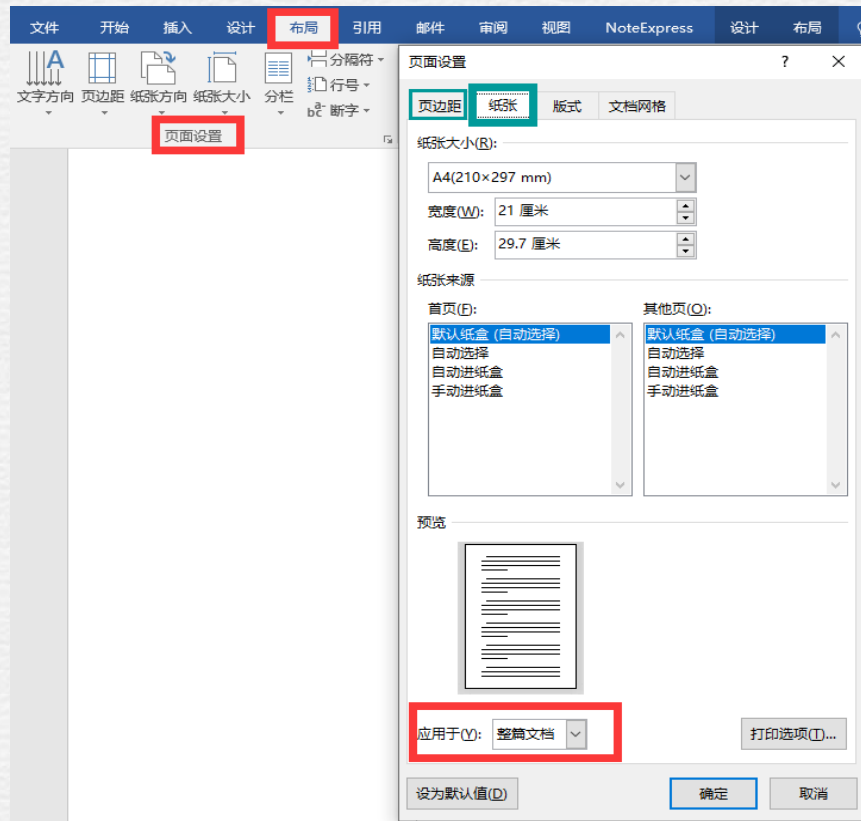 文件 开始 插入 设计 布局 引用 邮件 审阅 视图 NoteExpress 设计 布局
文字方向 页边距 纸张方向 纸张大小 分栏
分隔符
行号
断字
页面设置
页面设置 ? ×
页边距 纸张 版式 文档网格
纸张大小(R):
A4(210×297 mm)
宽度(W): 21 厘米
高度(E): 29.7 厘米
纸张来源
首页(F): 其他页(O):
默认纸盒 (自动选择) 默认纸盒 (自动选择)
自动选择 自动选择
自动进纸盒 自动进纸盒
手动进纸盒 手动进纸盒
预览
应用于(Y): 整篇文档 打印选项(T)...
设为默认值(D) 确定 取消